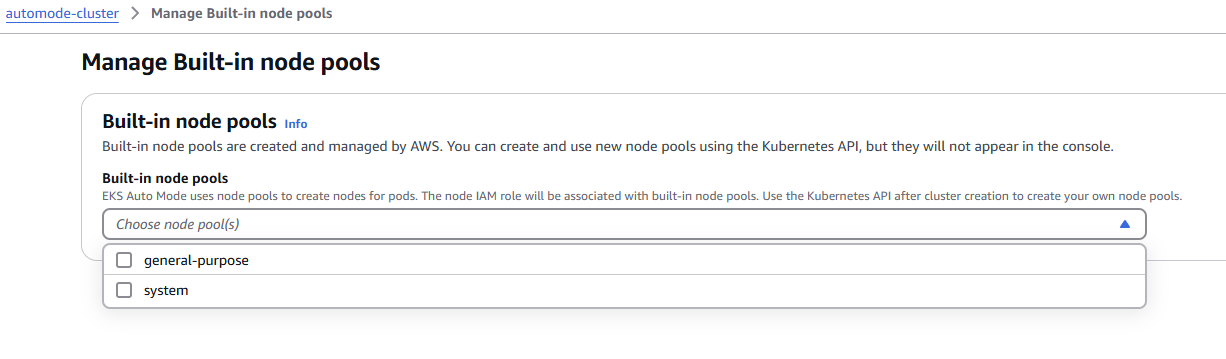 automode-cluster > Manage Built-in node pools
Manage Built-in node pools
Built-in node pools Info
Built-in node pools are created and managed by AWS. You can create and use new node pools using the Kubernetes API, but they will not appear in the console.
Built-in node pools
EKS Auto Mode uses node pools to create nodes for pods. The node IAM role will be associated with built-in node pools. Use the Kubernetes API after cluster creation to create your own node pools.
Choose node pool(s)
general-purpose
system